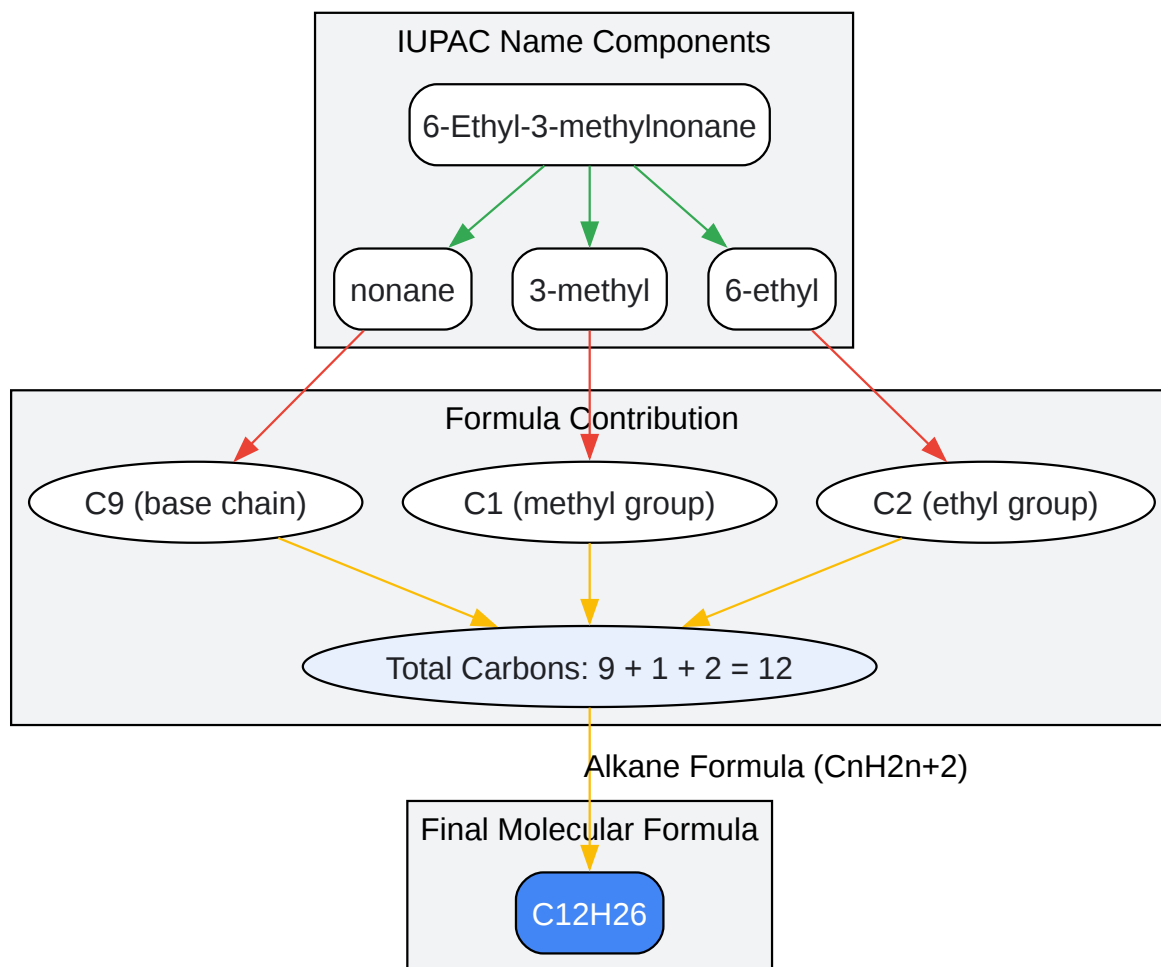 IUPAC Name Components
6-Ethyl-3-methylnonane
nonane
3-methyl
6-ethyl
Formula Contribution
C9 (base chain)
C1 (methyl group)
C2 (ethyl group)
Total Carbons: 9 + 1 + 2 = 12
Alkane Formula (CnH2n+2)
Final Molecular Formula
C12H26